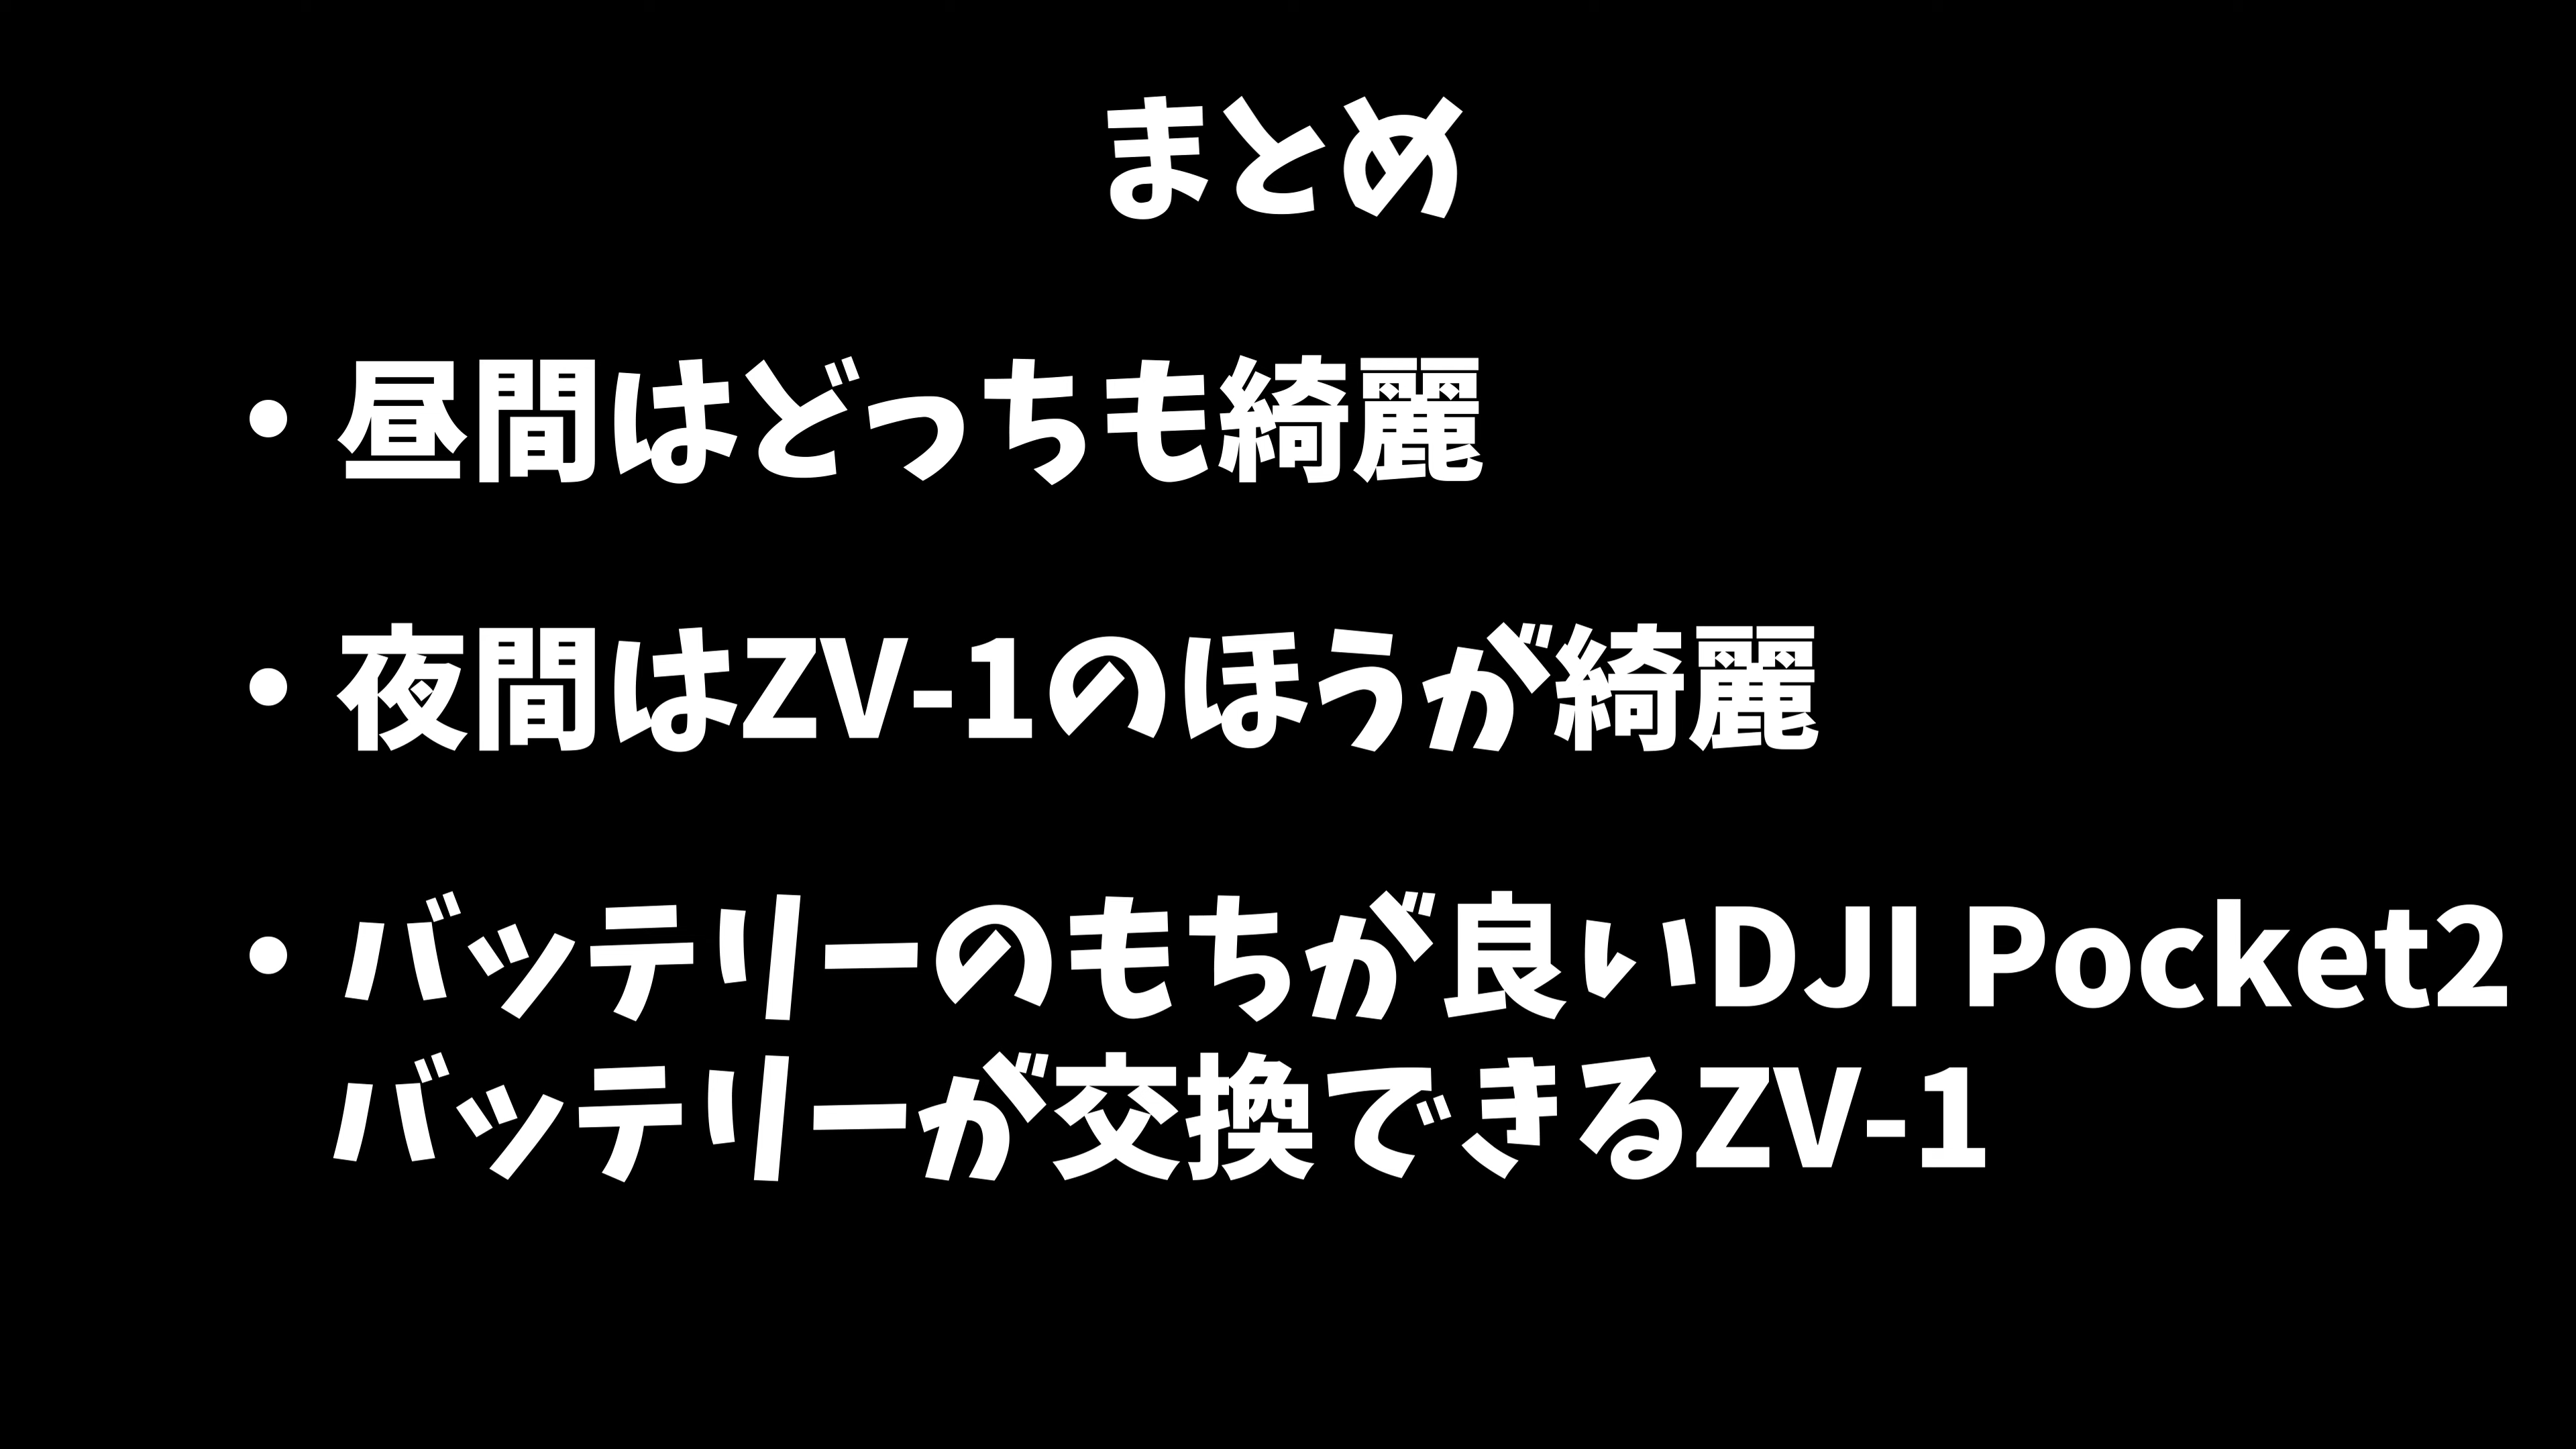 まとめ
・昼間はどっちも綺麗
・夜間はZV-1のほうが綺麗
・バッテリーのもちが良いDJI Pocket2
バッテリーが交換できるZV-1